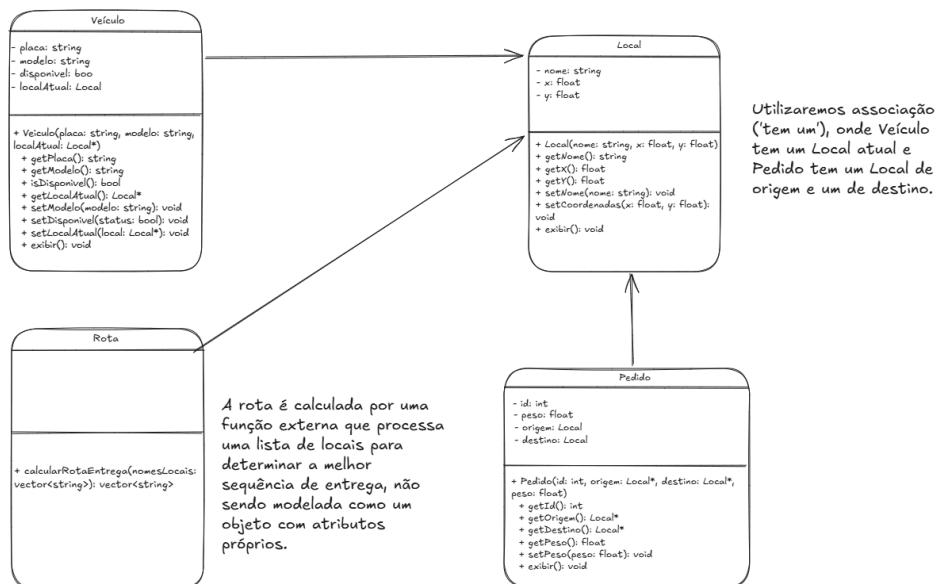 Veículo
- placa: string
- modelo: string
- disponivel: boo
- localAtual: Local
+ Veiculo(placa: string, modelo: string,
localAtual: Local*)
+ getPlaca(): string
+ getModelo(): string
+ isDisponivel(): bool
+ getLocalAtual(): Local*
+ setModelo(modelo: string): void
+ setDisponivel(status: bool): void
+ setLocalAtual(local: Local*): void
+ exibir(): void
Local
- nome: string
- x: float
- y: float
+ Local(nome: string, x: float, y: float)
+ getNome(): string
+ getX(): float
+ getY(): float
+ setNome(nome: string): void
+ setCoordenadas(x: float, y: float):
void
+ exibir(): void
Utilizaremos associação
('tem um'), onde Veículo
tem um Local atual e
Pedido tem um Local de
origem e um de destino.
Rota
+ calcularRotaEntrega(nomesLocais:
vector<string>): vector<string>
A rota é calculada por uma
função externa que processa
uma lista de locais para
determinar a melhor
sequência de entrega, não
sendo modelada como um
objeto com atributos
próprios.
Pedido
- id: int
- peso: float
- origem: Local
- destino: Local
+ Pedido(id: int, origem: Local*, destino: Local*,
peso: float)
+ getId(): int
+ getOrigem(): Local*
+ getDestino(): Local*
+ getPeso(): float
+ setPeso(peso: float): void
+ exibir(): void